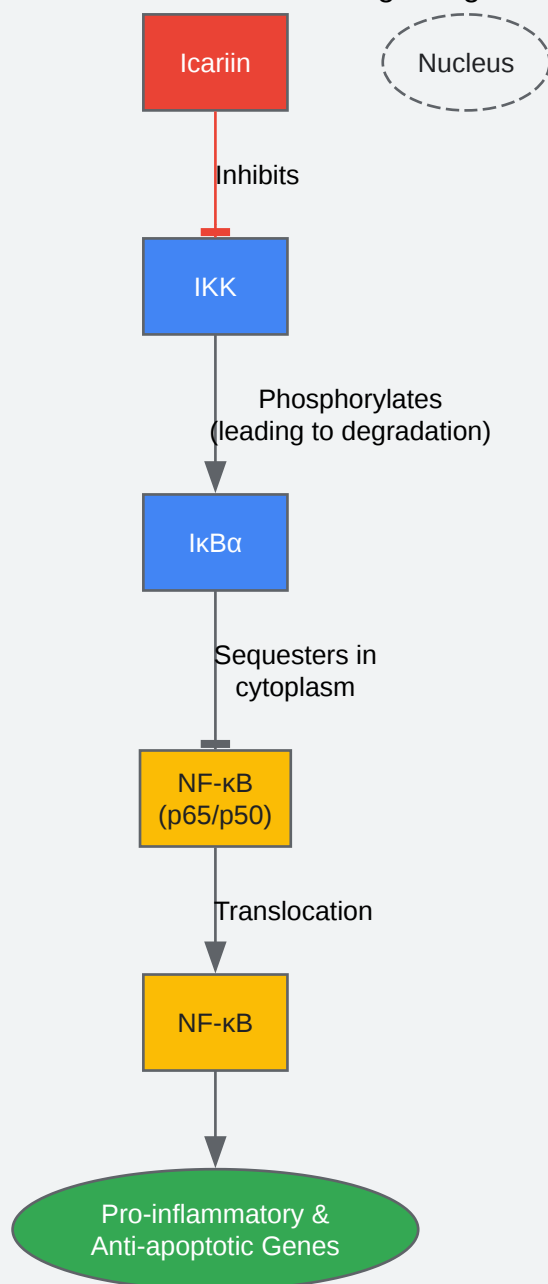 Icariin
Nucleus
Inhibits
IKK
Phosphorylates
(leading to degradation)
IκBα
Sequesters in
cytoplasm
NF-κB
(p65/p50)
Translocation
NF-κB
Pro-inflammatory &
Anti-apoptotic Genes